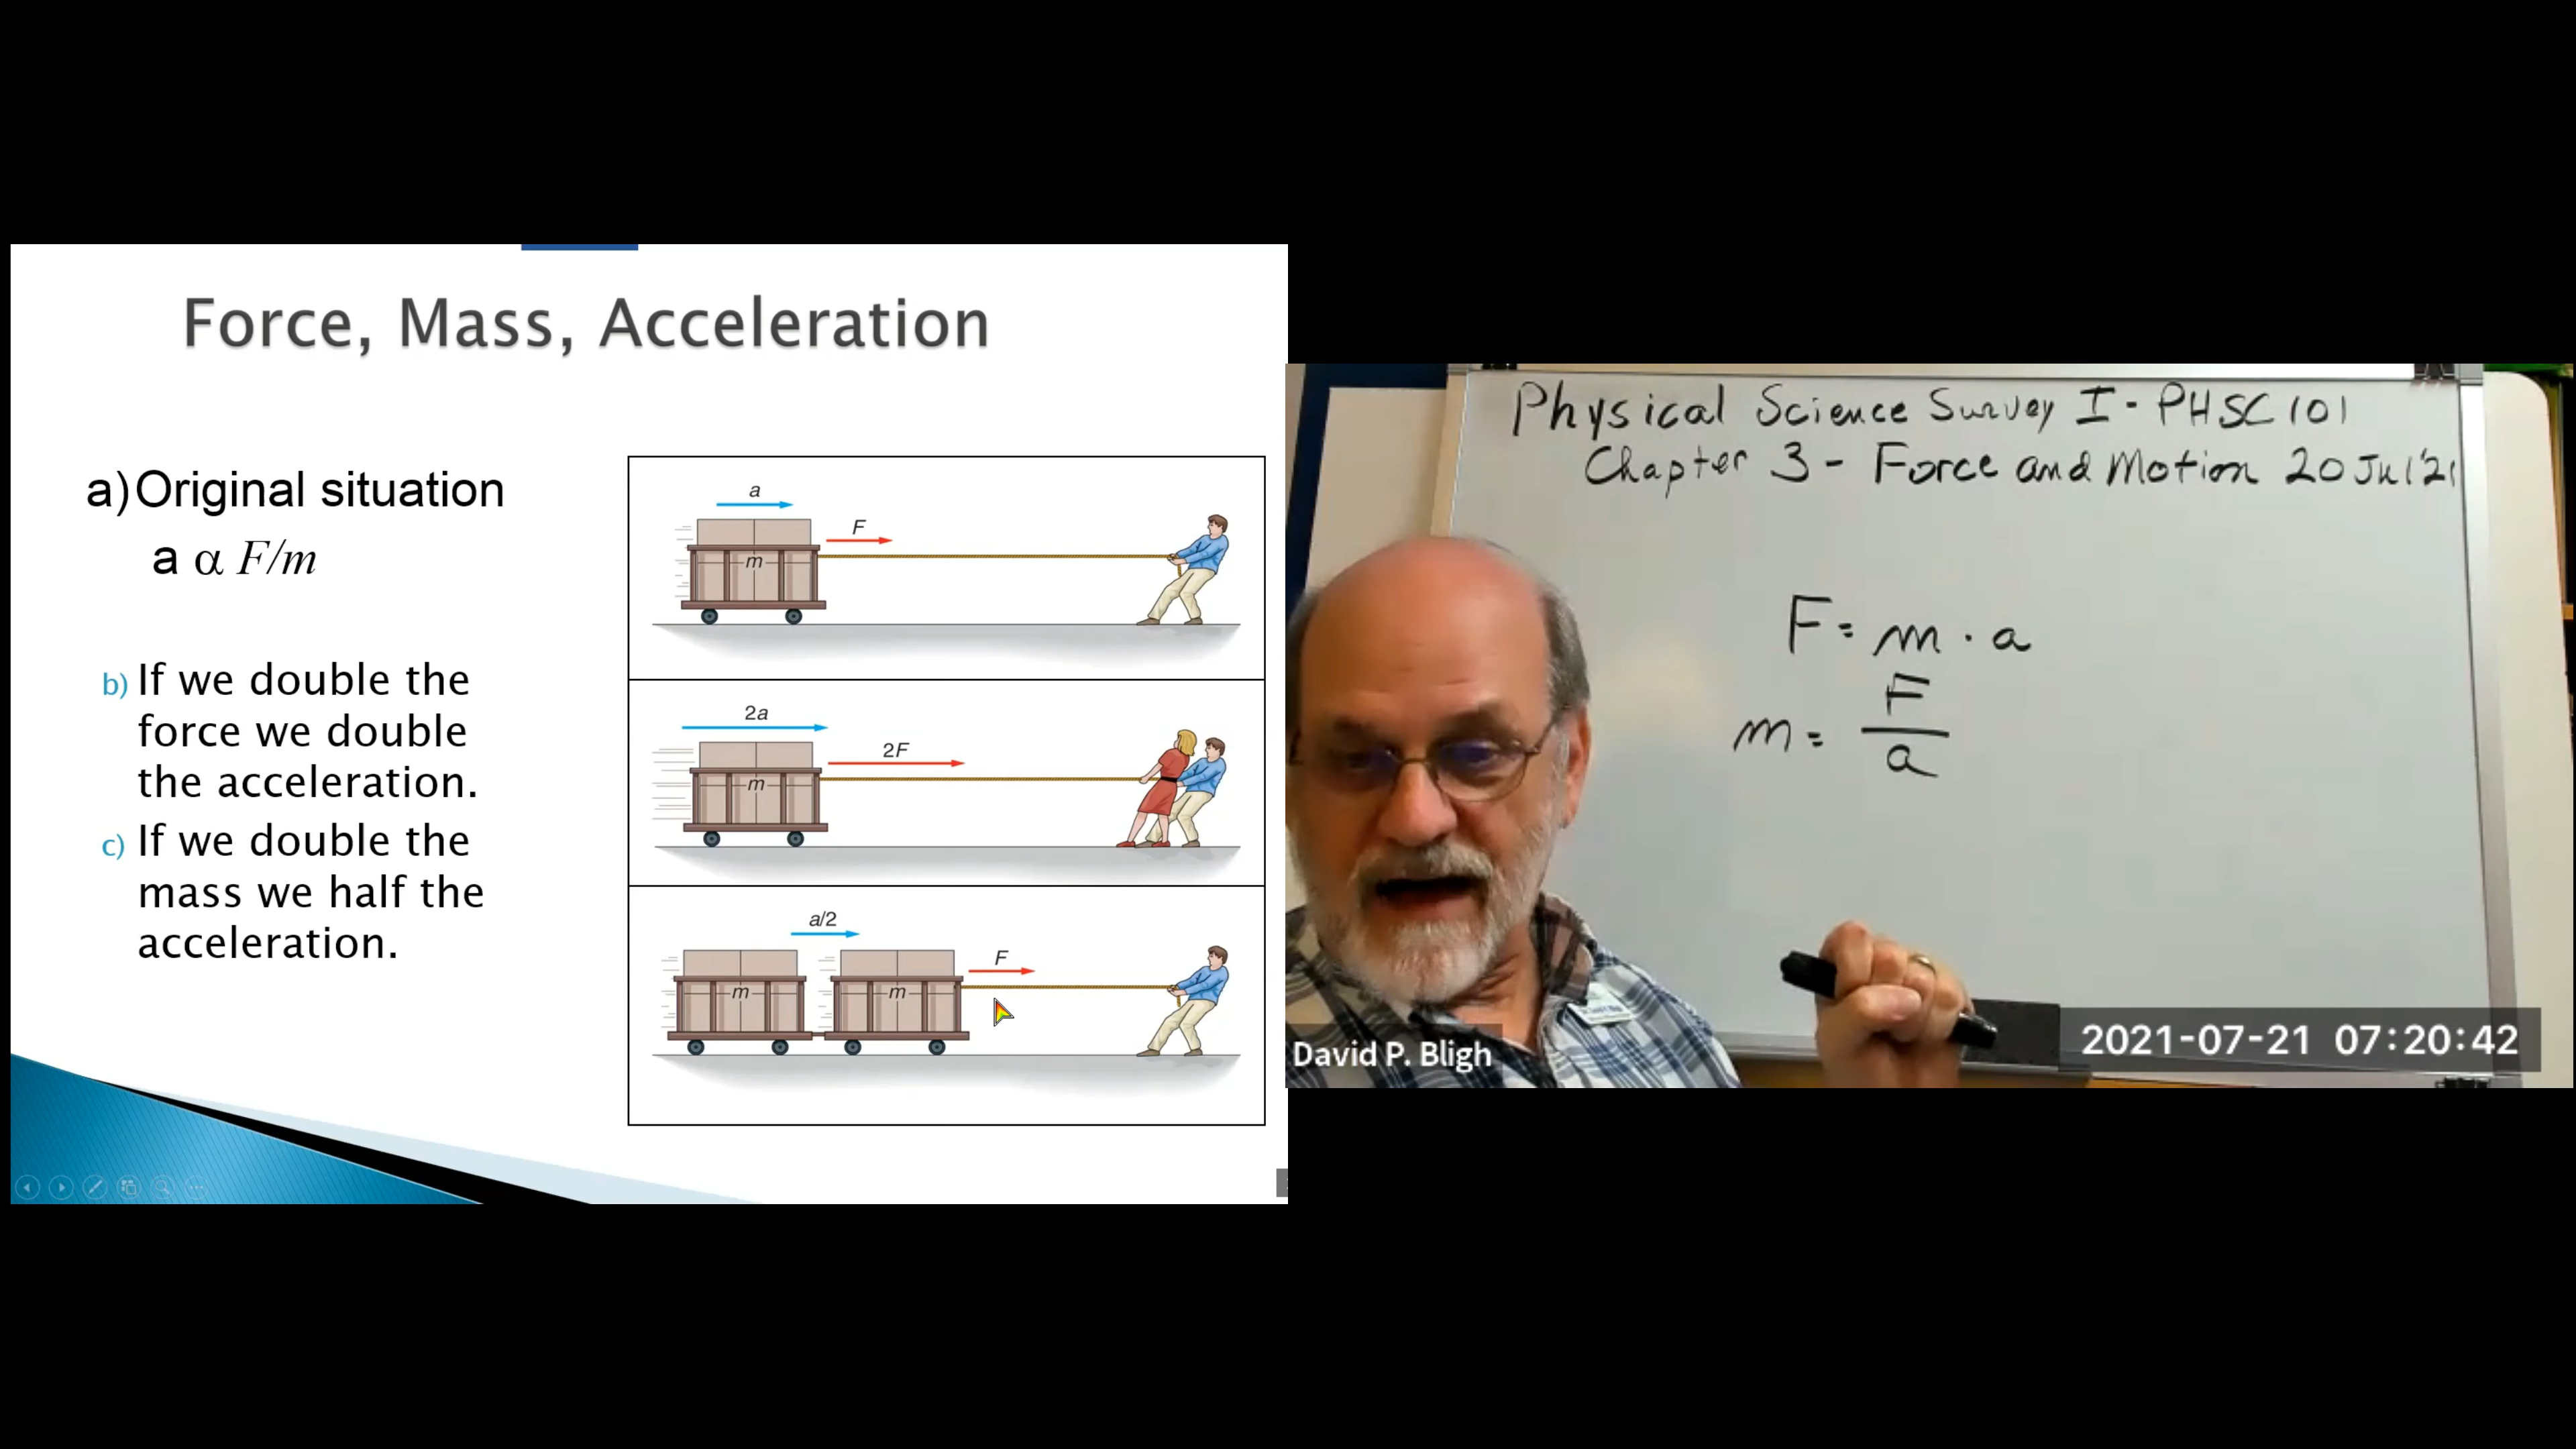 Force, Mass, Acceleration
a) Original situation
a α F/m
b) If we double the
force we double
the acceleration.
c) If we double the
mass we half the
acceleration.
a
F
m
2a
2F
m
a/2
F
m
m
Physical Science Survey I - PHSC 101
Chapter 3 - Force and Motion 20 Jul '21
F = m · a
m = F
a
David P. Bligh
2021-07-21 07:20:42